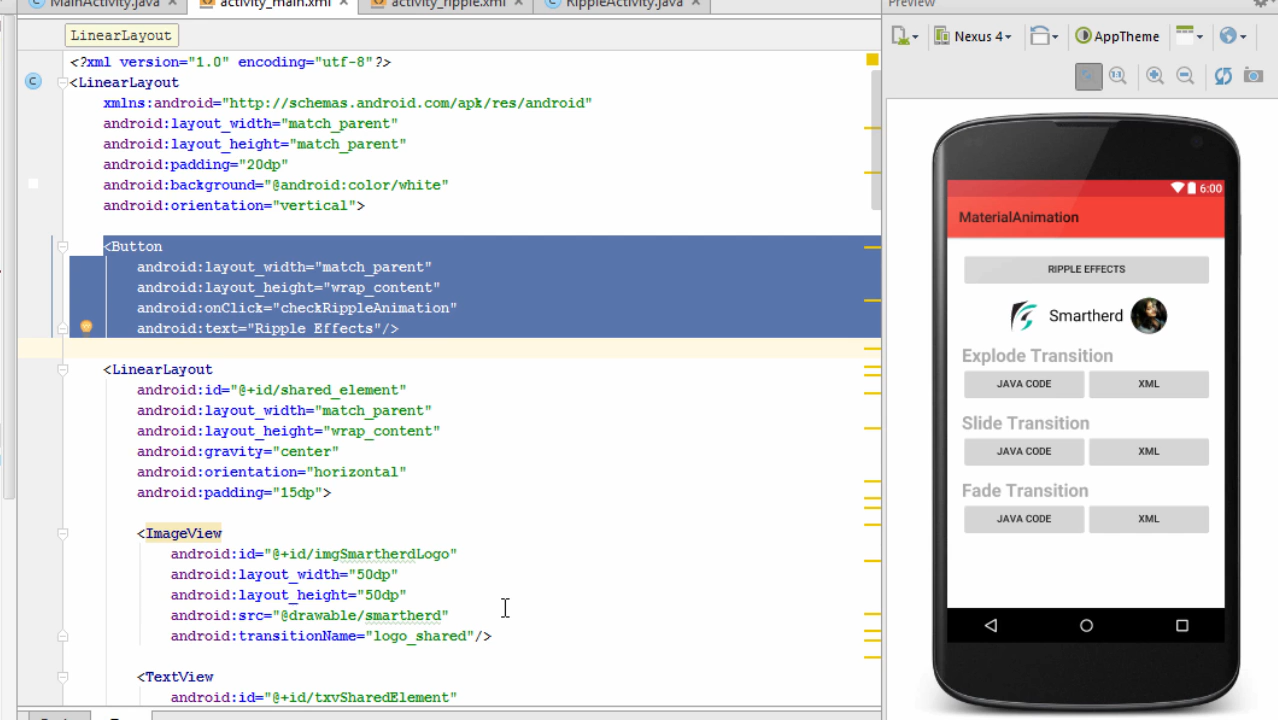 MainActivity.java
activity_main.xml
activity_ripple.xml
RippleActivity.java
Preview
LinearLayout
<?xml version="1.0" encoding="utf-8"?>
<LinearLayout
xmlns:android="http://schemas.android.com/apk/res/android"
android:layout_width="match_parent"
android:layout_height="match_parent"
android:padding="20dp"
android:background="@android:color/white"
android:orientation="vertical">
<Button
android:layout_width="match_parent"
android:layout_height="wrap_content"
android:onClick="checkRippleAnimation"
android:text="Ripple Effects"/>
<LinearLayout
android:id="@+id/shared_element"
android:layout_width="match_parent"
android:layout_height="wrap_content"
android:gravity="center"
android:orientation="horizontal"
android:padding="15dp">
<ImageView
android:id="@+id/imgSmartherdLogo"
android:layout_width="50dp"
android:layout_height="50dp"
android:src="@drawable/smartherd"
android:transitionName="logo_shared"/>
<TextView
android:id="@+id/txvSharedElement"
Nexus 4
AppTheme
6:00
MaterialAnimation
RIPPLE EFFECTS
Smartherd
Explode Transition
JAVA CODE XML
Slide Transition
JAVA CODE XML
Fade Transition
JAVA CODE XML